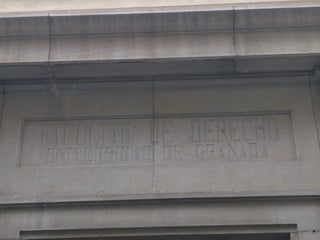 FACULTAD DE DERECHO
UNIVERSIDAD DE GRANADA